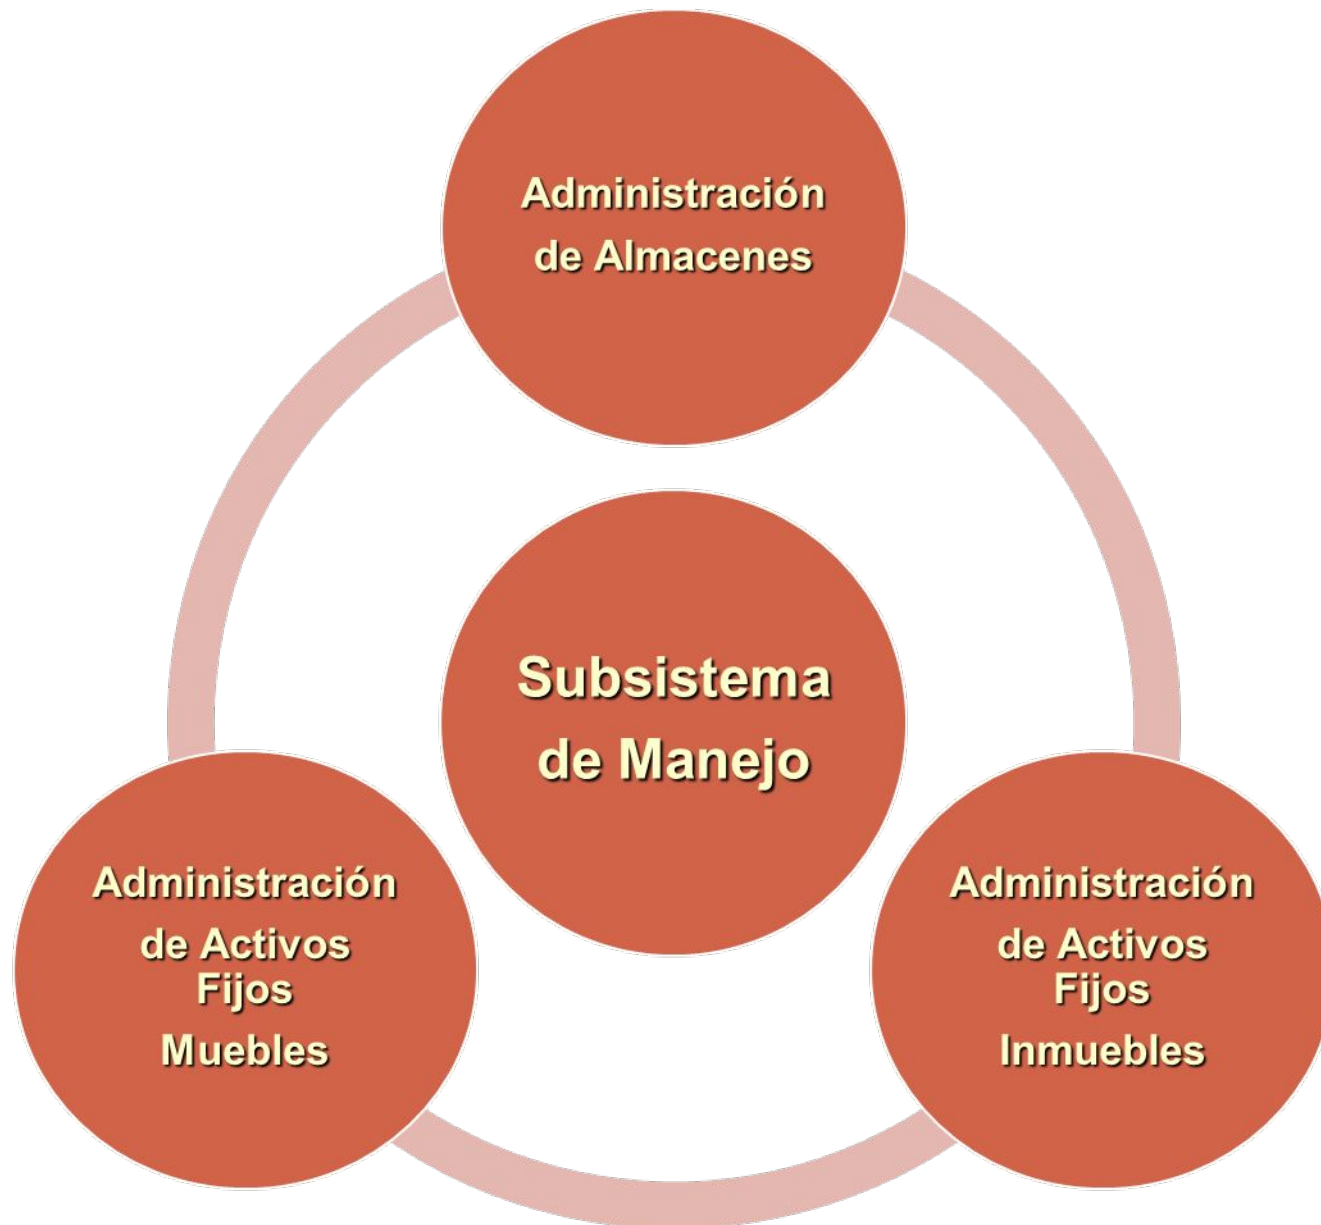 Administración
de Almacenes
Subsistema
de Manejo
Administración
de Activos
Fijos
Muebles
Administración
de Activos
Fijos
Inmuebles